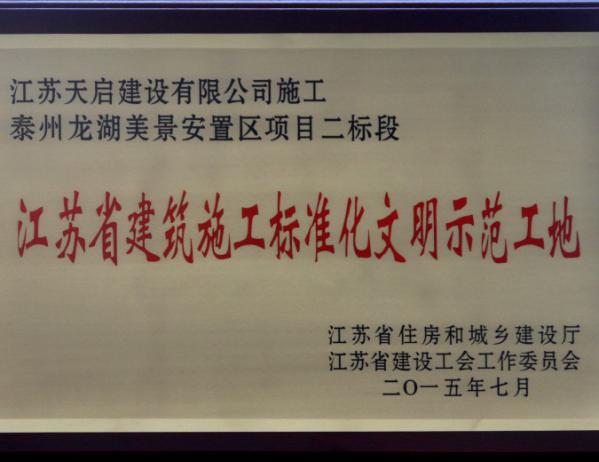 江苏天启建设有限公司施工
泰州龙湖美景安置区项目二标段
江苏省建筑施工标准化文明示范工地
江苏省住房和城乡建设厅
江苏省建设工会工作委员会
二〇一五年七月